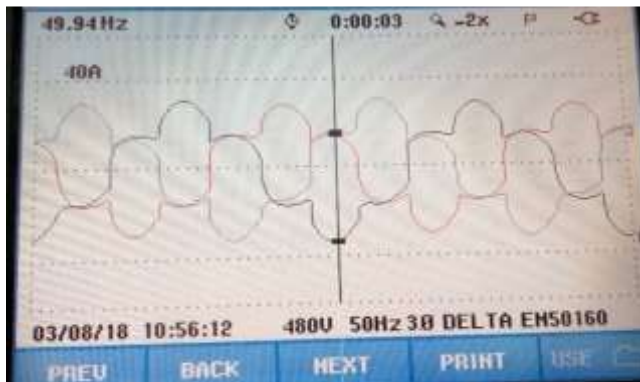 49.94Hz 0:00:03 -2x
40A
03/08/18 10:56:12 480V 50Hz 3Ø DELTA EN50160
PREV BACK NEXT PRINT USE